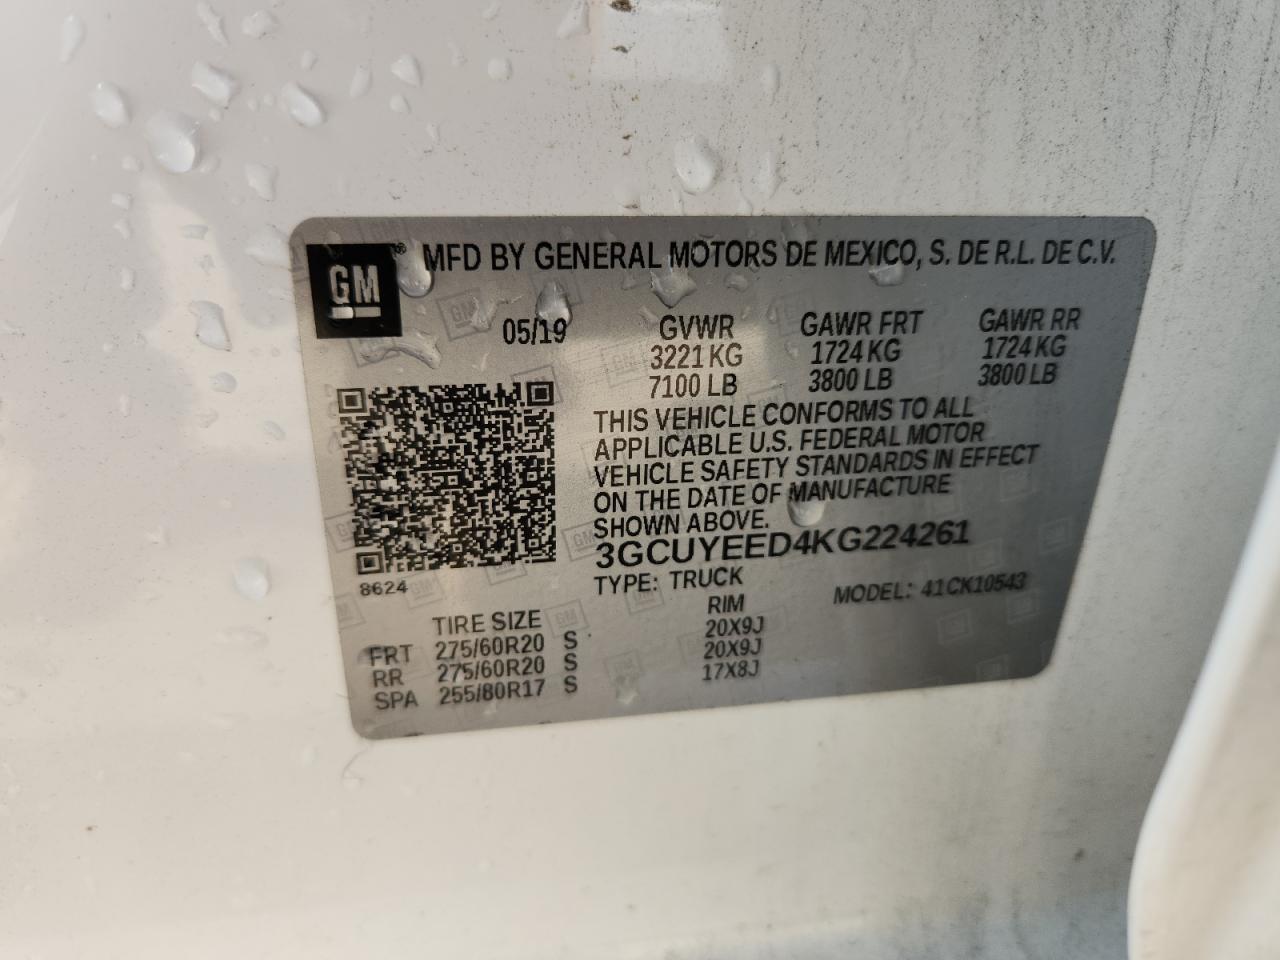 GM ® MFD BY GENERAL MOTORS DE MEXICO, S. DE R.L. DE C.V.
05/19 GVWR GAWR FRT GAWR RR
3221 KG 1724 KG 1724 KG
7100 LB 3800 LB 3800 LB
THIS VEHICLE CONFORMS TO ALL
APPLICABLE U.S. FEDERAL MOTOR
VEHICLE SAFETY STANDARDS IN EFFECT
ON THE DATE OF MANUFACTURE
SHOWN ABOVE.
3GCUYEED4KG224261
8624 TYPE: TRUCK MODEL: 41CK10543
TIRE SIZE RIM
FRT 275/60R20 S 20X9J
RR 275/60R20 S 20X9J
SPA 255/80R17 S 17X8J